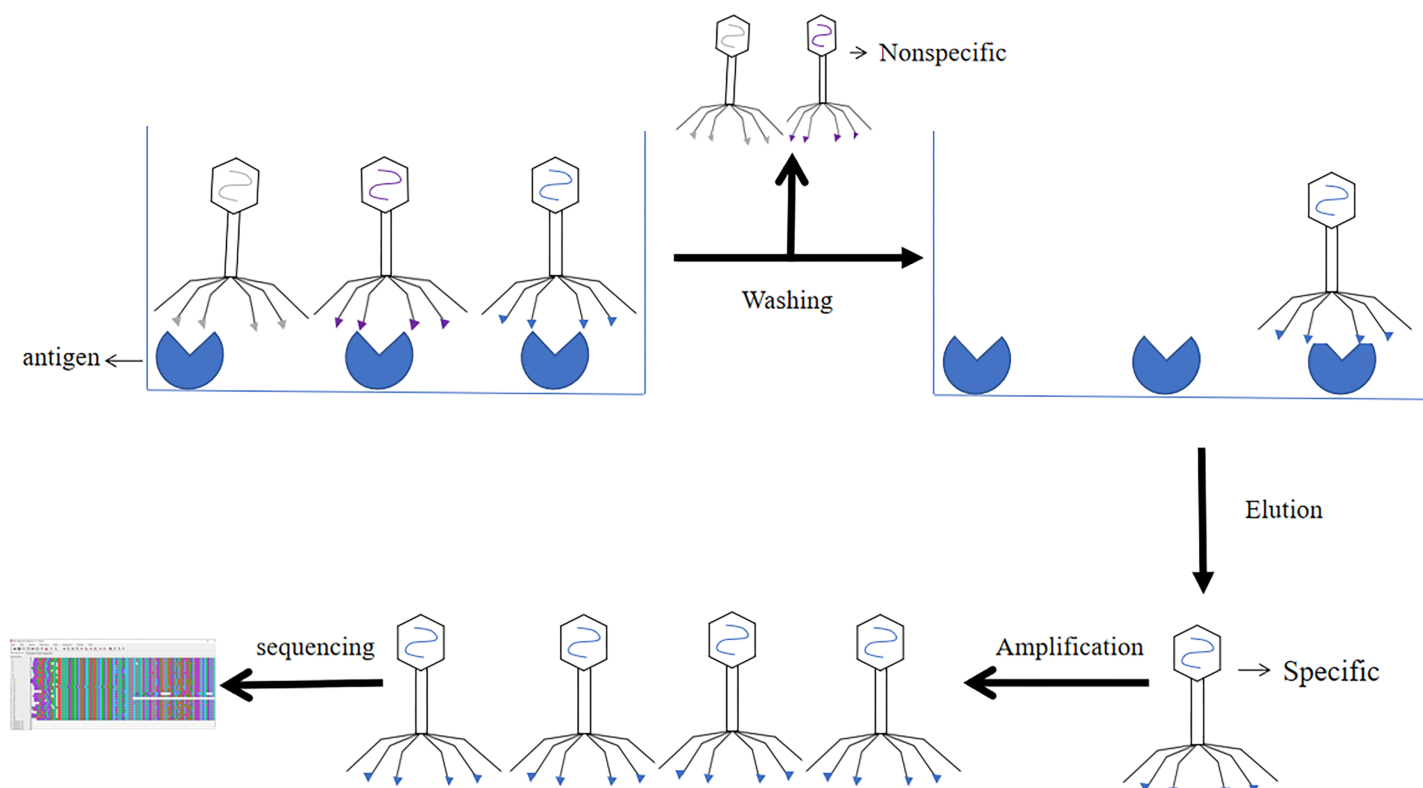 Nonspecific
antigen
Washing
Elution
sequencing
Amplification
Specific